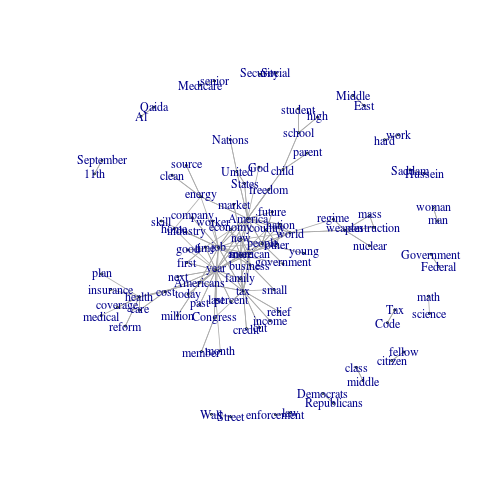 Security Social
Medicare senior
Middle
East
Qaida
Al
student
high
school
hard work
Nations
parent
September
11th
source
clean
United God child
States
freedom
Saddam
Hussein
energy
market
company
skill
worker
America
future
industry
home
economy
country
nation
world
regime
mass
weapon
destruction
woman
man
good
time
job
new
people
other
nuclear
American
young
first
year
business
government
Government
Federal
plan
next
family
insurance
health
cost
today
Americans
tax
small
coverage
care
past
last
percent
math
science
medical
reform
million
Congress
credit
cut
income
relief
Tax
Code
member
month
fellow
citizen
class
middle
Democrats
Republicans
Wall
Street
enforcement
law